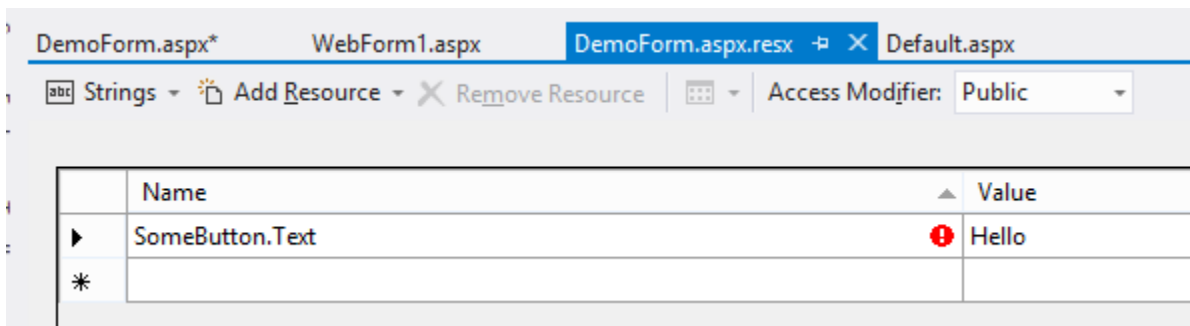 DemoForm.aspx* WebForm1.aspx DemoForm.aspx.resx Default.aspx
abc Strings Add Resource Remove Resource Access Modifier: Public
Name Value
SomeButton.Text Hello